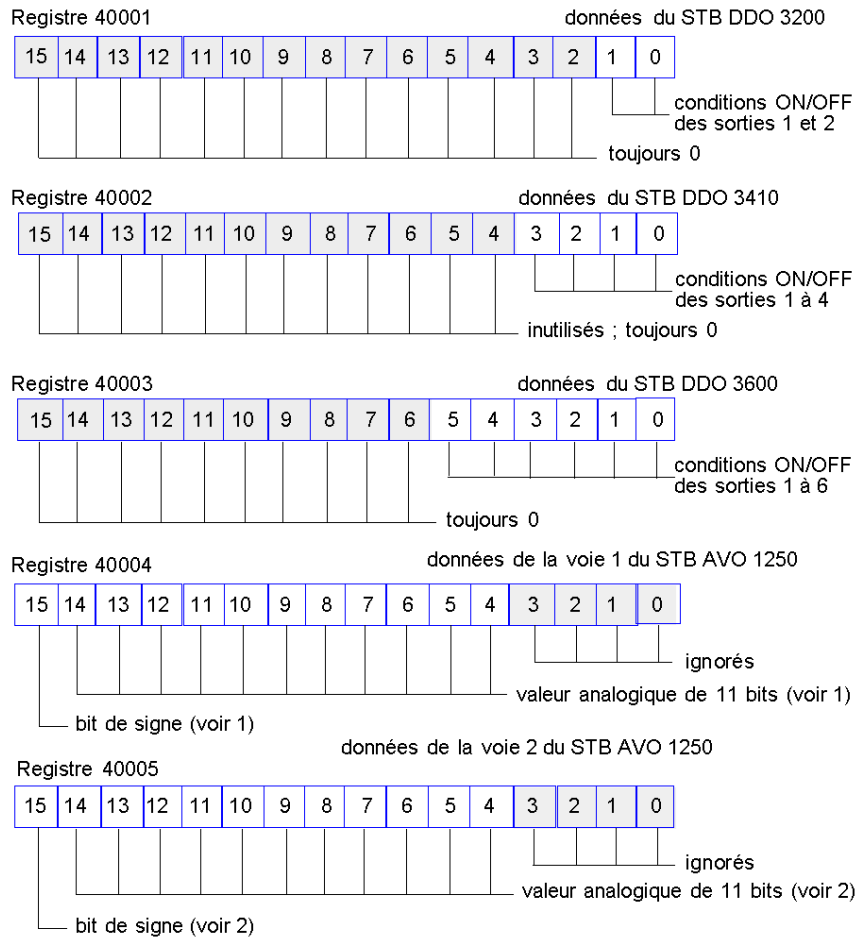 Registre 40001 données du STB DDO 3200
15 14 13 12 11 10 9 8 7 6 5 4 3 2 1 0
conditions ON/OFF
des sorties 1 et 2
toujours 0
Registre 40002 données du STB DDO 3410
15 14 13 12 11 10 9 8 7 6 5 4 3 2 1 0
conditions ON/OFF
des sorties 1 à 4
inutilisés ; toujours 0
Registre 40003 données du STB DDO 3600
15 14 13 12 11 10 9 8 7 6 5 4 3 2 1 0
conditions ON/OFF
des sorties 1 à 6
toujours 0
Registre 40004 données de la voie 1 du STB AVO 1250
15 14 13 12 11 10 9 8 7 6 5 4 3 2 1 0
ignorés
valeur analogique de 11 bits (voir 1)
bit de signe (voir 1)
données de la voie 2 du STB AVO 1250
Registre 40005
15 14 13 12 11 10 9 8 7 6 5 4 3 2 1 0
ignorés
valeur analogique de 11 bits (voir 2)
bit de signe (voir 2)